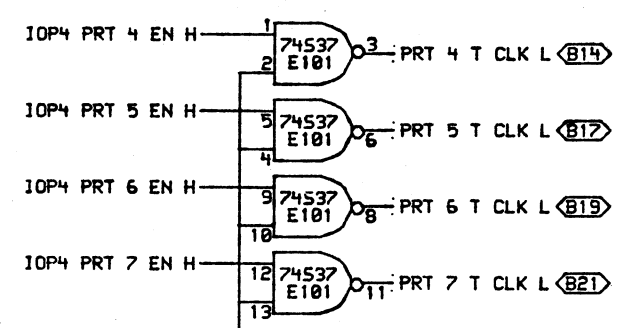 1
IOP4 PRT 4 EN H
74S37
3
PRT 4 T CLK L
B14
2
E101
IOP4 PRT 5 EN H
5
74S37
PRT 5 T CLK L
B17
E101
6
4
IOP4 PRT 6 EN H
9
74S37
PRT 6 T CLK L
B19
E101
8
10
IOP4 PRT 7 EN H
12
74S37
PRT 7 T CLK L
B21
E101
11
13